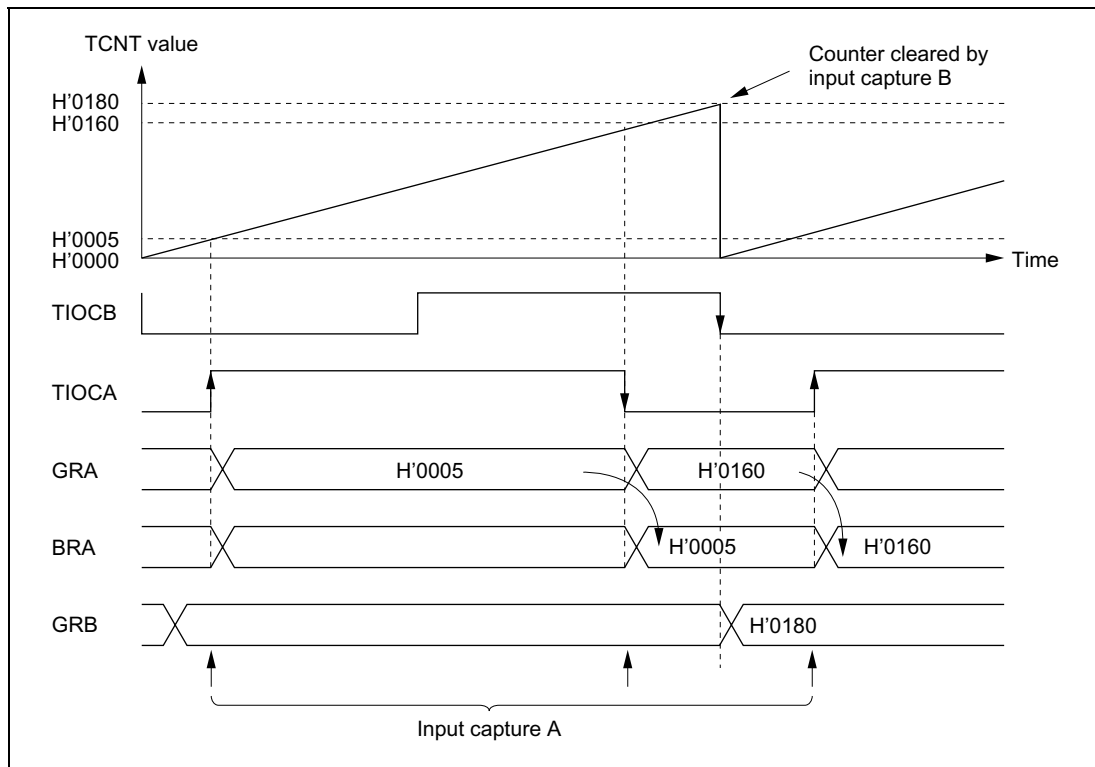 TCNT value
Counter cleared by
input capture B
H'0180
H'0160
H'0005
H'0000
Time
TIOCB
TIOCA
GRA
H'0005
H'0160
BRA
H'0005
H'0160
GRB
H'0180
Input capture A